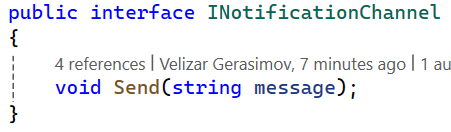 public interface INotificationChannel
{
4 references | Velizar Gerasimov, 7 minutes ago | 1 au
void Send(string message);
}